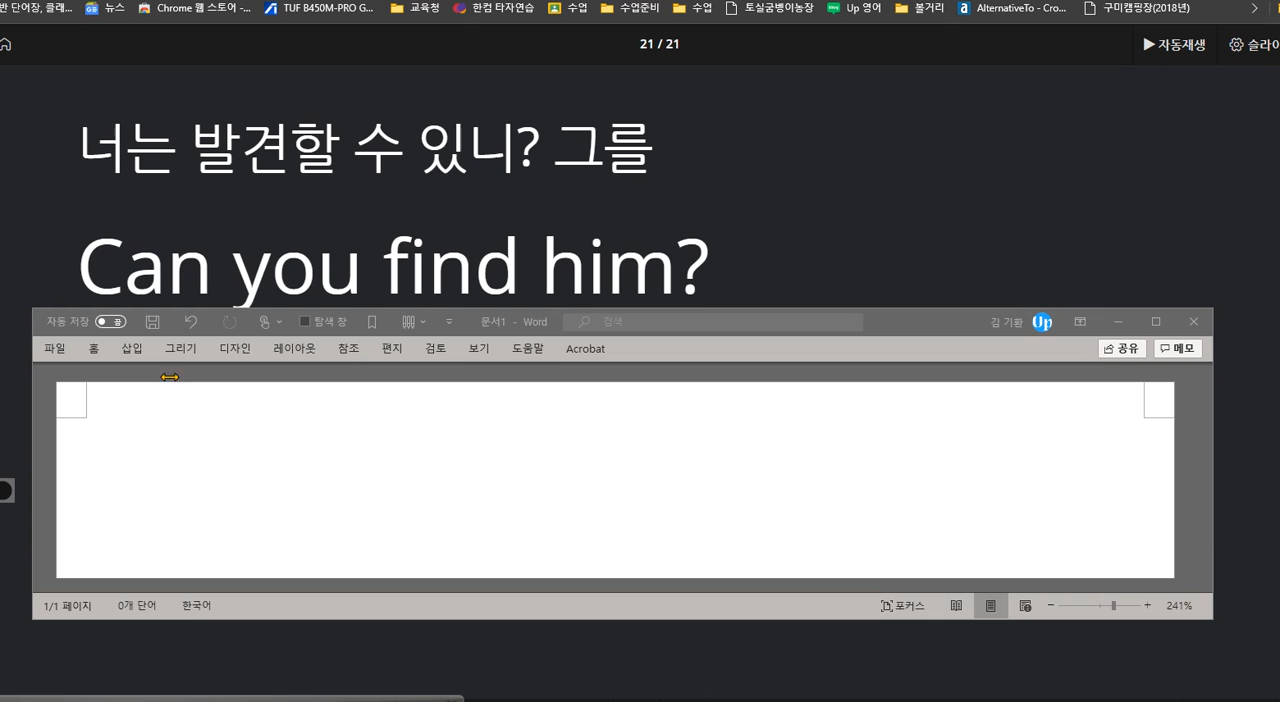 반 단어장, 클래... 뉴스 Chrome 웹 스토어 -... TUF B450M-PRO G... 교육청 한컴 타자연습 수업 수업준비 수업 토실궁뱅이농장 Up 영어 볼거리 AlternativeTo - Cro... 구미캠핑장(2018년)
21 / 21 자동재생 슬라이
너는 발견할 수 있니? 그를
Can you find him?
자동 저장 끔 탐색 창 문서1 - Word 검색 김 기환 Up
파일 홈 삽입 그리기 디자인 레이아웃 참조 편지 검토 보기 도움말 Acrobat 공유 메모
1/1 페이지 0개 단어 한국어 포커스 241%